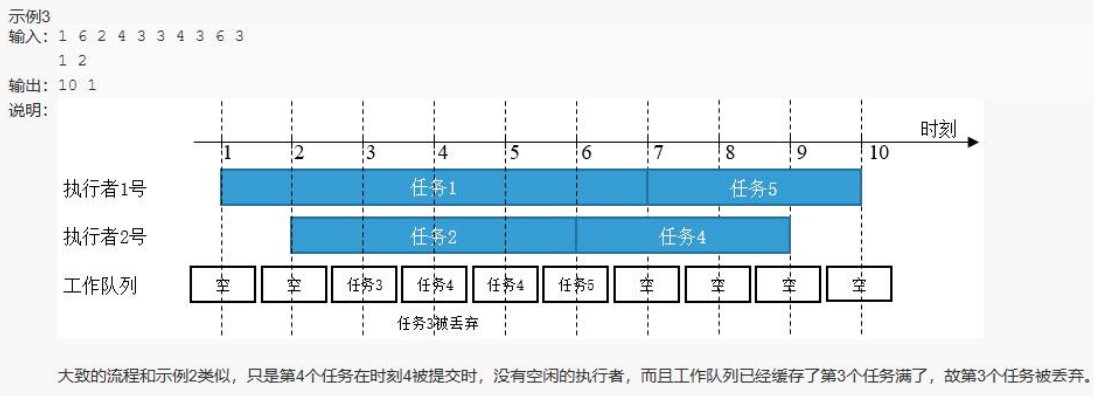 示例3
输入：1 6 2 4 3 3 4 3 6 3
1 2
输出：10 1
说明：
时刻
1 2 3 4 5 6 7 8 9 10
执行者1号 任务1 任务5
执行者2号 任务2 任务4
工作队列 空 空 任务3 任务4 任务4 任务5 空 空 空 空
任务3被丢弃
大致的流程和示例2类似，只是第4个任务在时刻4被提交时，没有空闲的执行者，而且工作队列已经缓存了第3个任务满了，故第3个任务被丢弃。